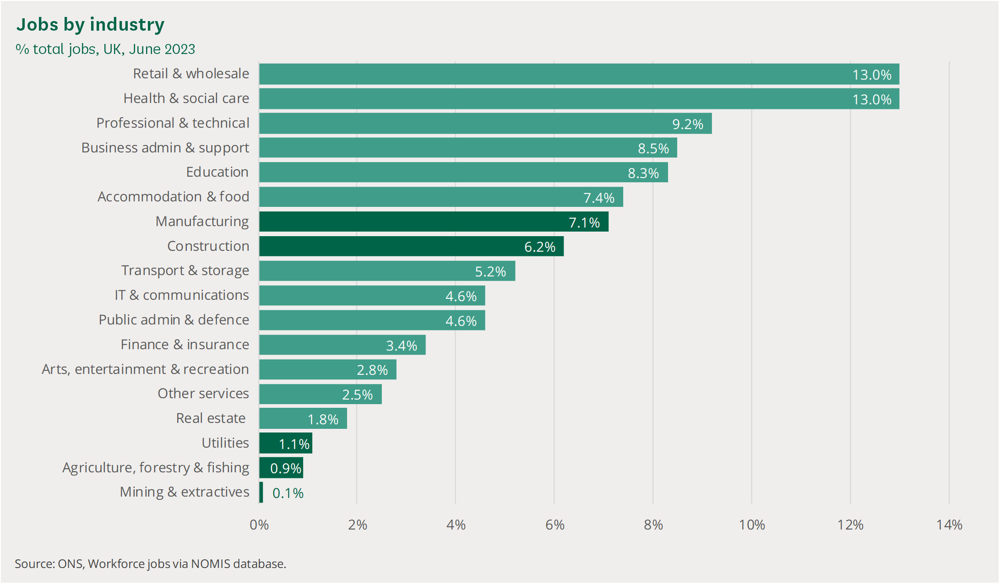 Jobs by industry
% total jobs, UK, June 2023
Retail & wholesale 13.0%
Health & social care 13.0%
Professional & technical 9.2%
Business admin & support 8.5%
Education 8.3%
Accommodation & food 7.4%
Manufacturing 7.1%
Construction 6.2%
Transport & storage 5.2%
IT & communications 4.6%
Public admin & defence 4.6%
Finance & insurance 3.4%
Arts, entertainment & recreation 2.8%
Other services 2.5%
Real estate 1.8%
Utilities 1.1%
Agriculture, forestry & fishing 0.9%
Mining & extractives 0.1%
0% 2% 4% 6% 8% 10% 12% 14%
Source: ONS, Workforce jobs via NOMIS database.